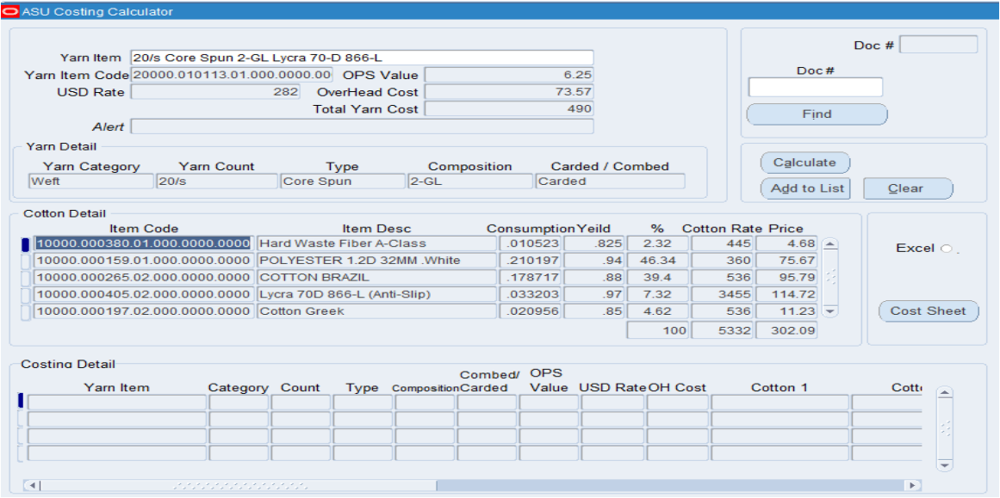 ASU Costing Calculator
Doc #
Yarn Item 20/s Core Spun 2-GL Lycra 70-D 866-L
Yarn Item Code 20000.010113.01.000.0000.00 OPS Value 6.25
Doc #
USD Rate 282 OverHead Cost 73.57
Total Yarn Cost 490
Find
Alert
Yarn Detail
Yarn Category Yarn Count Type Composition Carded / Combed
Weft 20/s Core Spun 2-GL Carded
Calculate
Add to List Clear
Cotton Detail
Item Code Item Desc Consumption Yeild % Cotton Rate Price
10000.000380.01.000.0000.0000 Hard Waste Fiber A-Class .010523 .825 2.32 445 4.68
10000.000159.01.000.0000.0000 POLYESTER 1.2D 32MM .White .210197 .94 46.34 360 75.67
10000.000265.02.000.0000.0000 COTTON BRAZIL .178717 .88 39.4 536 95.79
10000.000405.02.000.0000.0000 Lycra 70D 866-L (Anti-Slip) .033203 .97 7.32 3455 114.72
10000.000197.02.000.0000.0000 Cotton Greek .020956 .85 4.62 536 11.23
100 5332 302.09
Excel .
Cost Sheet
Costing Detail
Yarn Item Category Count Type Composition Combed/ Carded OPS Value USD Rate OH Cost Cotton 1 Cott